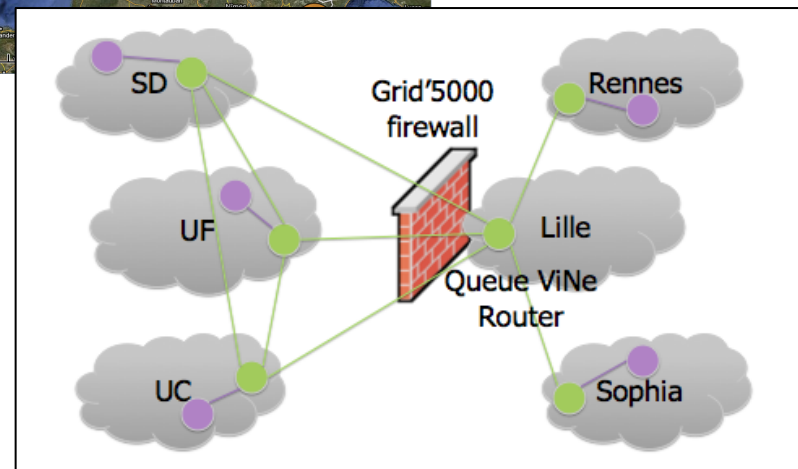 SD
Grid'5000
firewall
Rennes
UF
Lille
Queue ViNe
Router
UC
Sophia